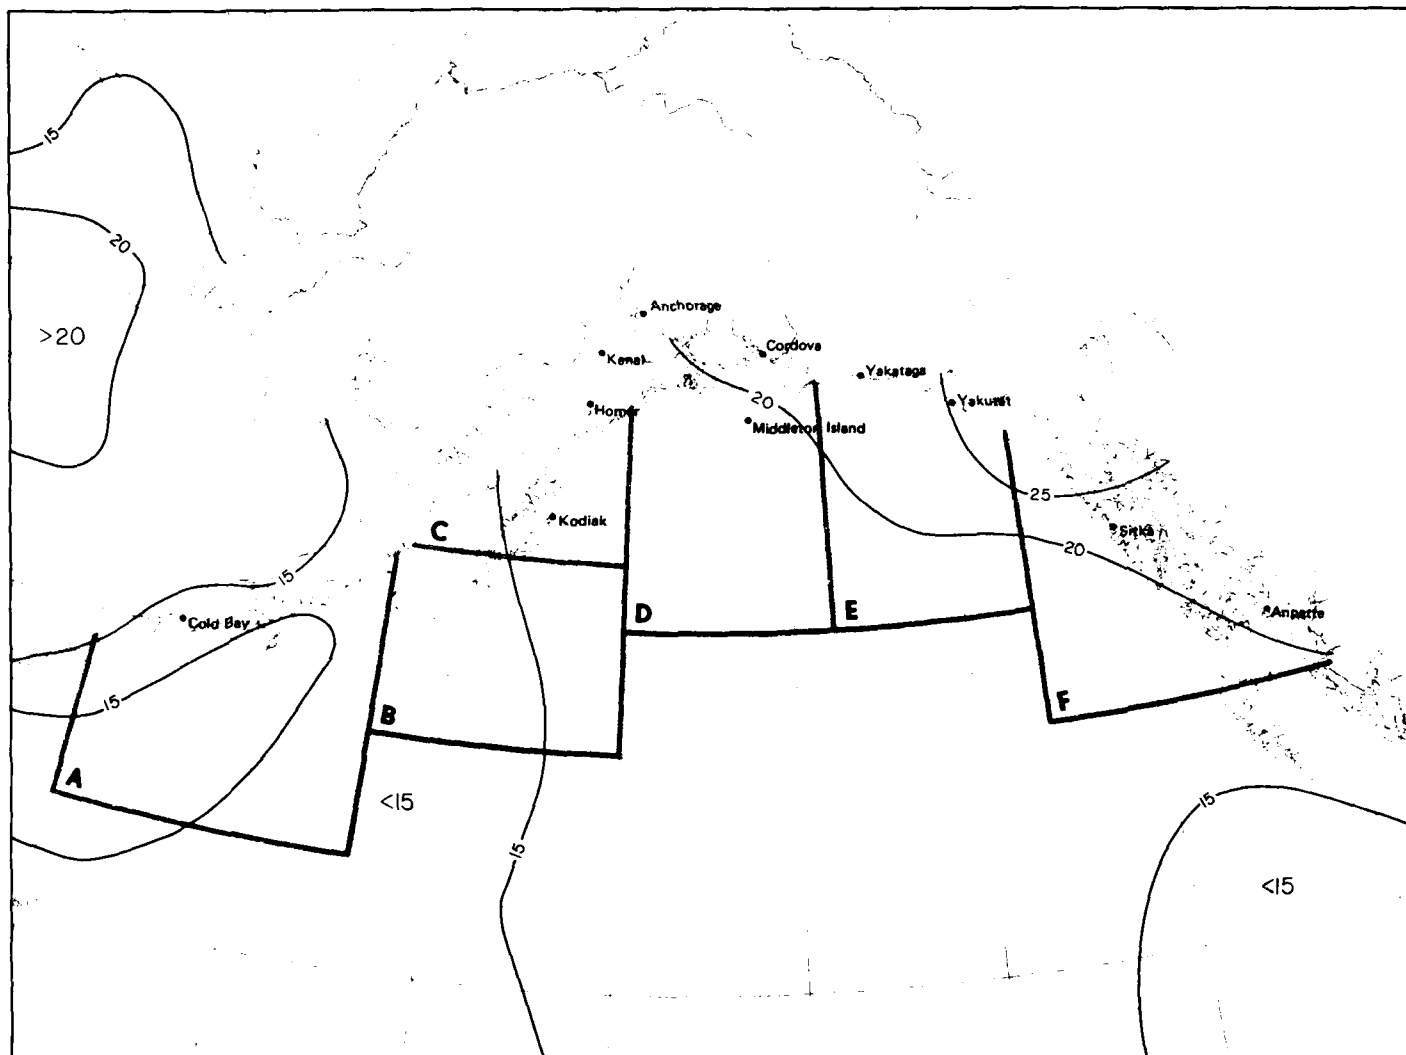 15
20
>20
Anchorage
Kenai
Cordova
Yakataga
20
Yakutat
Homer
Middleton Island
25
Kodiak
C
Sitka
20
15
Cold Bay
D
E
Annette
15
B
F
A
<15
15
15
<15